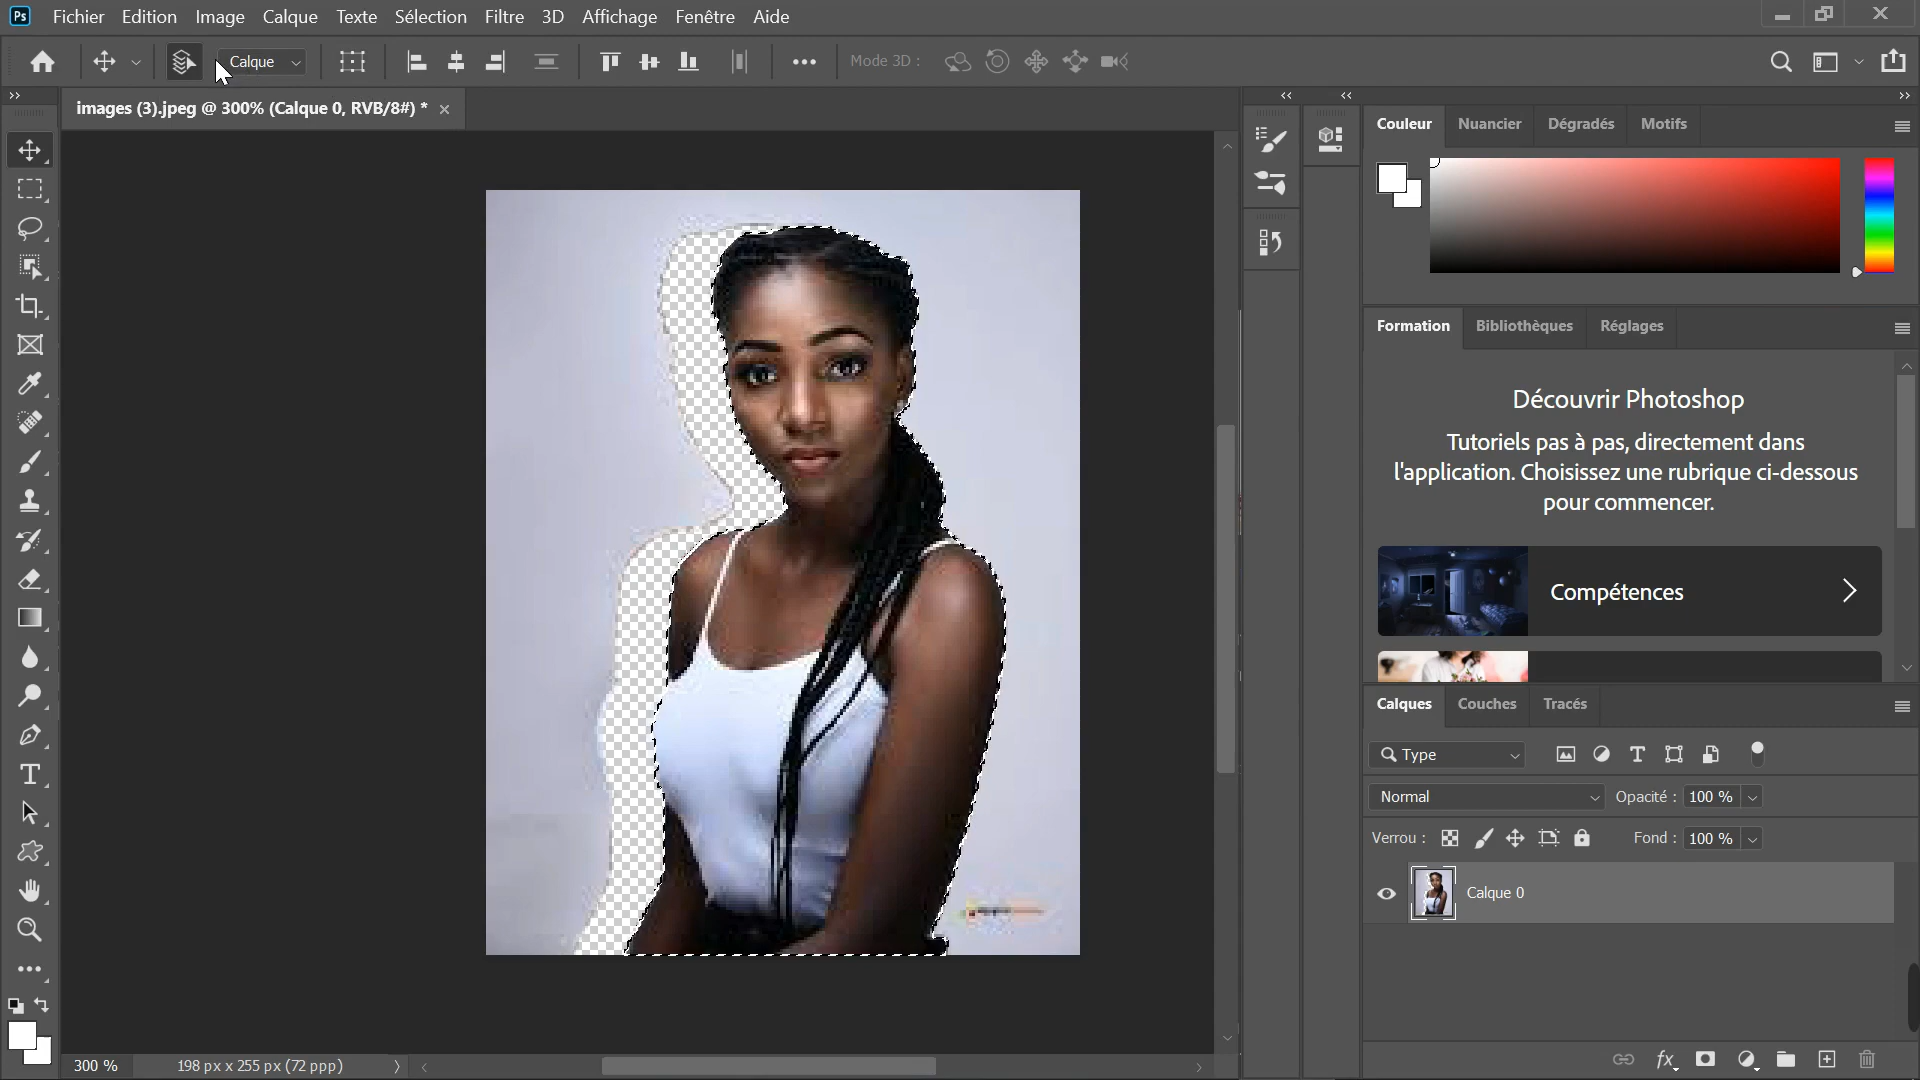 Ps Fichier Edition Image Calque Texte Sélection Filtre 3D Affichage Fenêtre Aide
Calque Mode 3D :
images (3).jpeg @ 300% (Calque 0, RVB/8#) *
Couleur Nuancier Dégradés Motifs
Formation Bibliothèques Réglages
Découvrir Photoshop
Tutoriels pas à pas, directement dans
l'application. Choisissez une rubrique ci-dessous
pour commencer.
Compétences
Calques Couches Tracés
Type
Normal Opacité : 100 %
Verrou : Fond : 100 %
Calque 0
300 % 198 px x 255 px (72 ppp)
fx